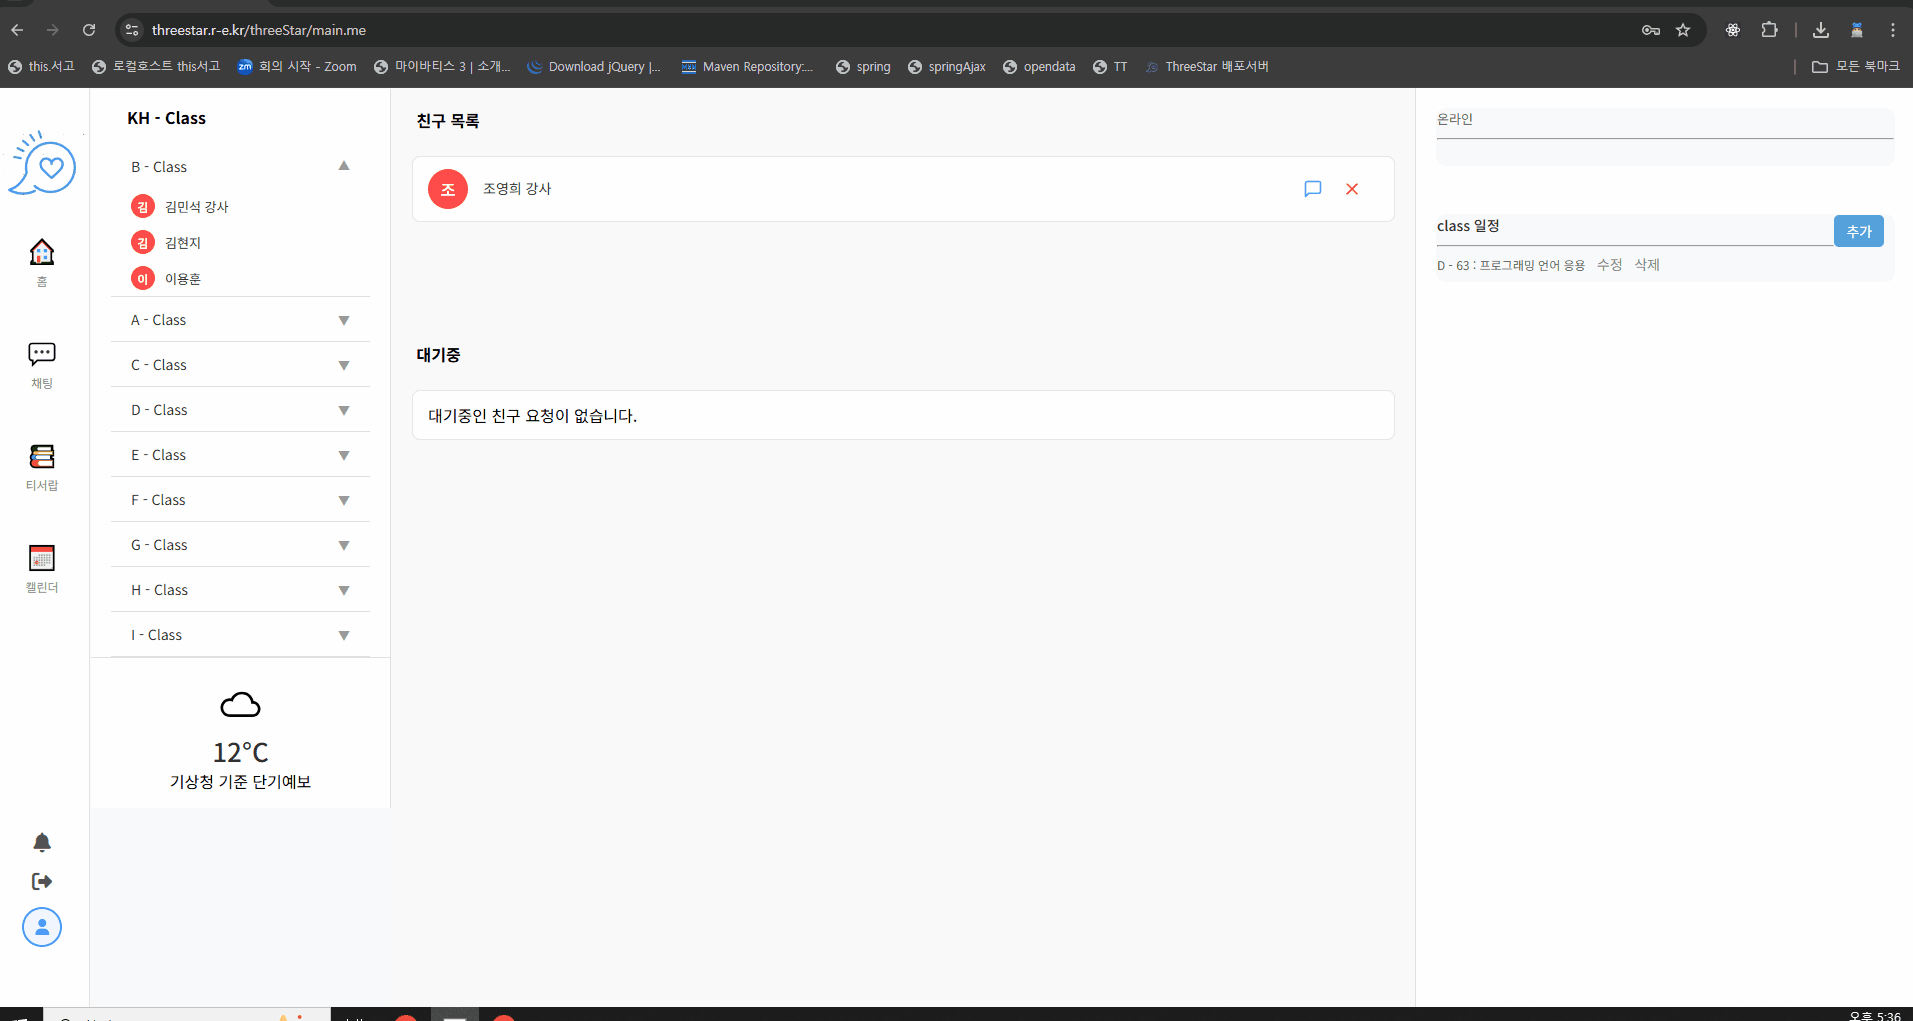 threestar.r-e.kr/threeStar/main.me
this.서고
로컬호스트 this서고
zm 회의 시작 - Zoom
마이바티스 3 | 소개...
Download jQuery |...
Maven Repository:...
spring
springAjax
opendata
TT
ThreeStar 배포서버
모든 북마크
홈
채팅
티서랍
캘린더
KH - Class
B - Class ▲
김 김민석 강사
김 김현지
이 이용훈
A - Class ▼
C - Class ▼
D - Class ▼
E - Class ▼
F - Class ▼
G - Class ▼
H - Class ▼
I - Class ▼
12°C
기상청 기준 단기예보
친구 목록
조 조영희 강사
대기중
대기중인 친구 요청이 없습니다.
온라인
class 일정 추가
D - 63 : 프로그래밍 언어 응용 수정 삭제
오후 5:36